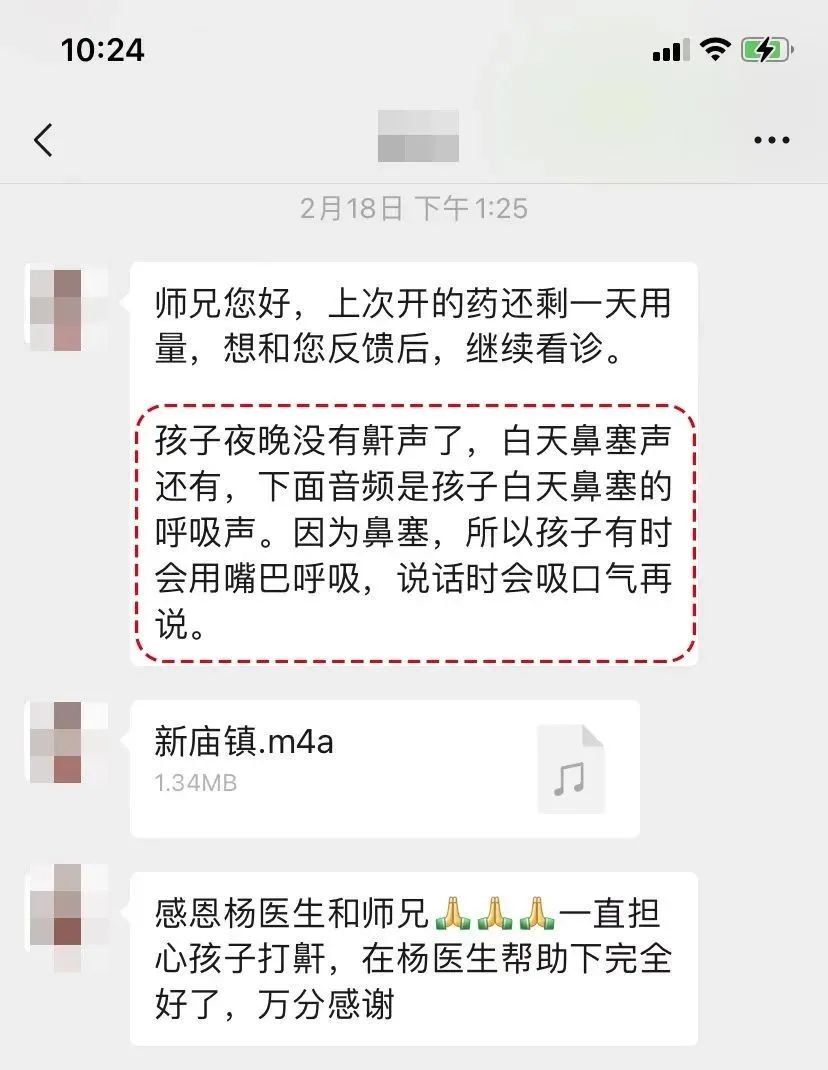 10:24
2月18日 下午1:25
师兄您好，上次开的药还剩一天用
量，想和您反馈后，继续看诊。
孩子夜晚没有鼾声了，白天鼻塞声
还有，下面音频是孩子白天鼻塞的
呼吸声。因为鼻塞，所以孩子有时
会用嘴巴呼吸，说话时会吸口气再
说。
新庙镇.m4a
1.34MB
感恩杨医生和师兄🙏🙏🙏一直担
心孩子打鼾，在杨医生帮助下完全
好了，万分感谢